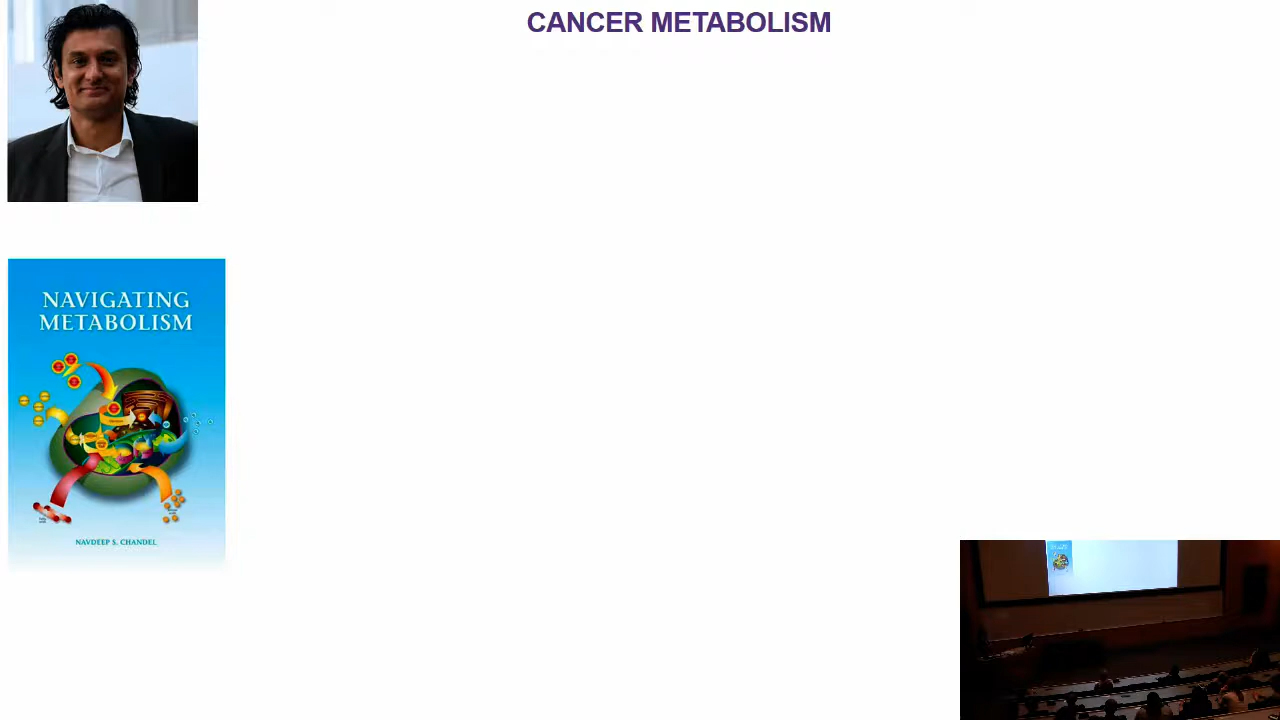 CANCER METABOLISM
NAVIGATING
METABOLISM
NAVDEEP S. CHANDEL